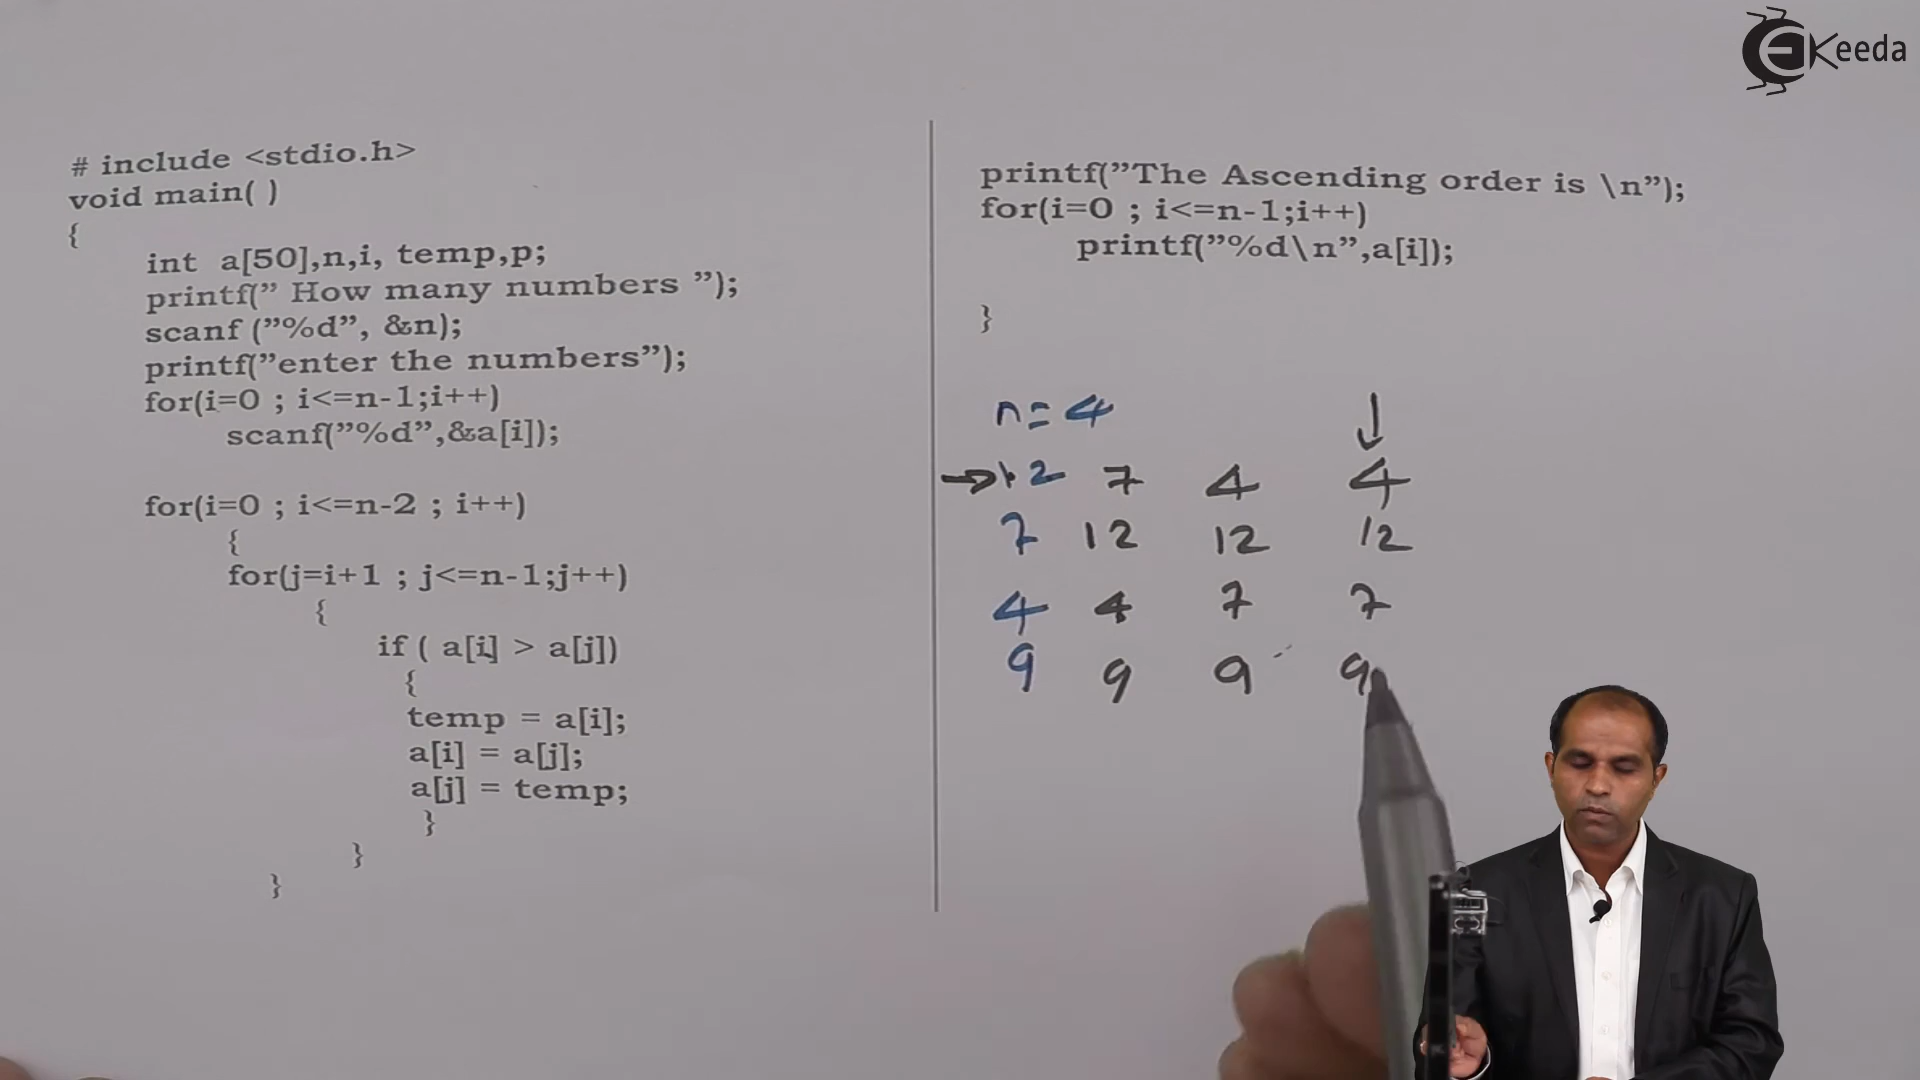 EKeeda
# include <stdio.h>
void main( )
{
int a[50],n,i, temp,p;
printf(” How many numbers ”);
scanf (”%d”, &n);
printf(”enter the numbers”);
for(i=0 ; i<=n-1;i++)
scanf(”%d”,&a[i]);
for(i=0 ; i<=n-2 ; i++)
{
for(j=i+1 ; j<=n-1;j++)
{
if ( a[i] > a[j])
{
temp = a[i];
a[i] = a[j];
a[j] = temp;
}
}
}
printf(”The Ascending order is \n”);
for(i=0 ; i<=n-1;i++)
printf(”%d\n”,a[i]);
}
n=4
12 7 4 4
7 12 12 12
4 4 7 7
9 9 9 9